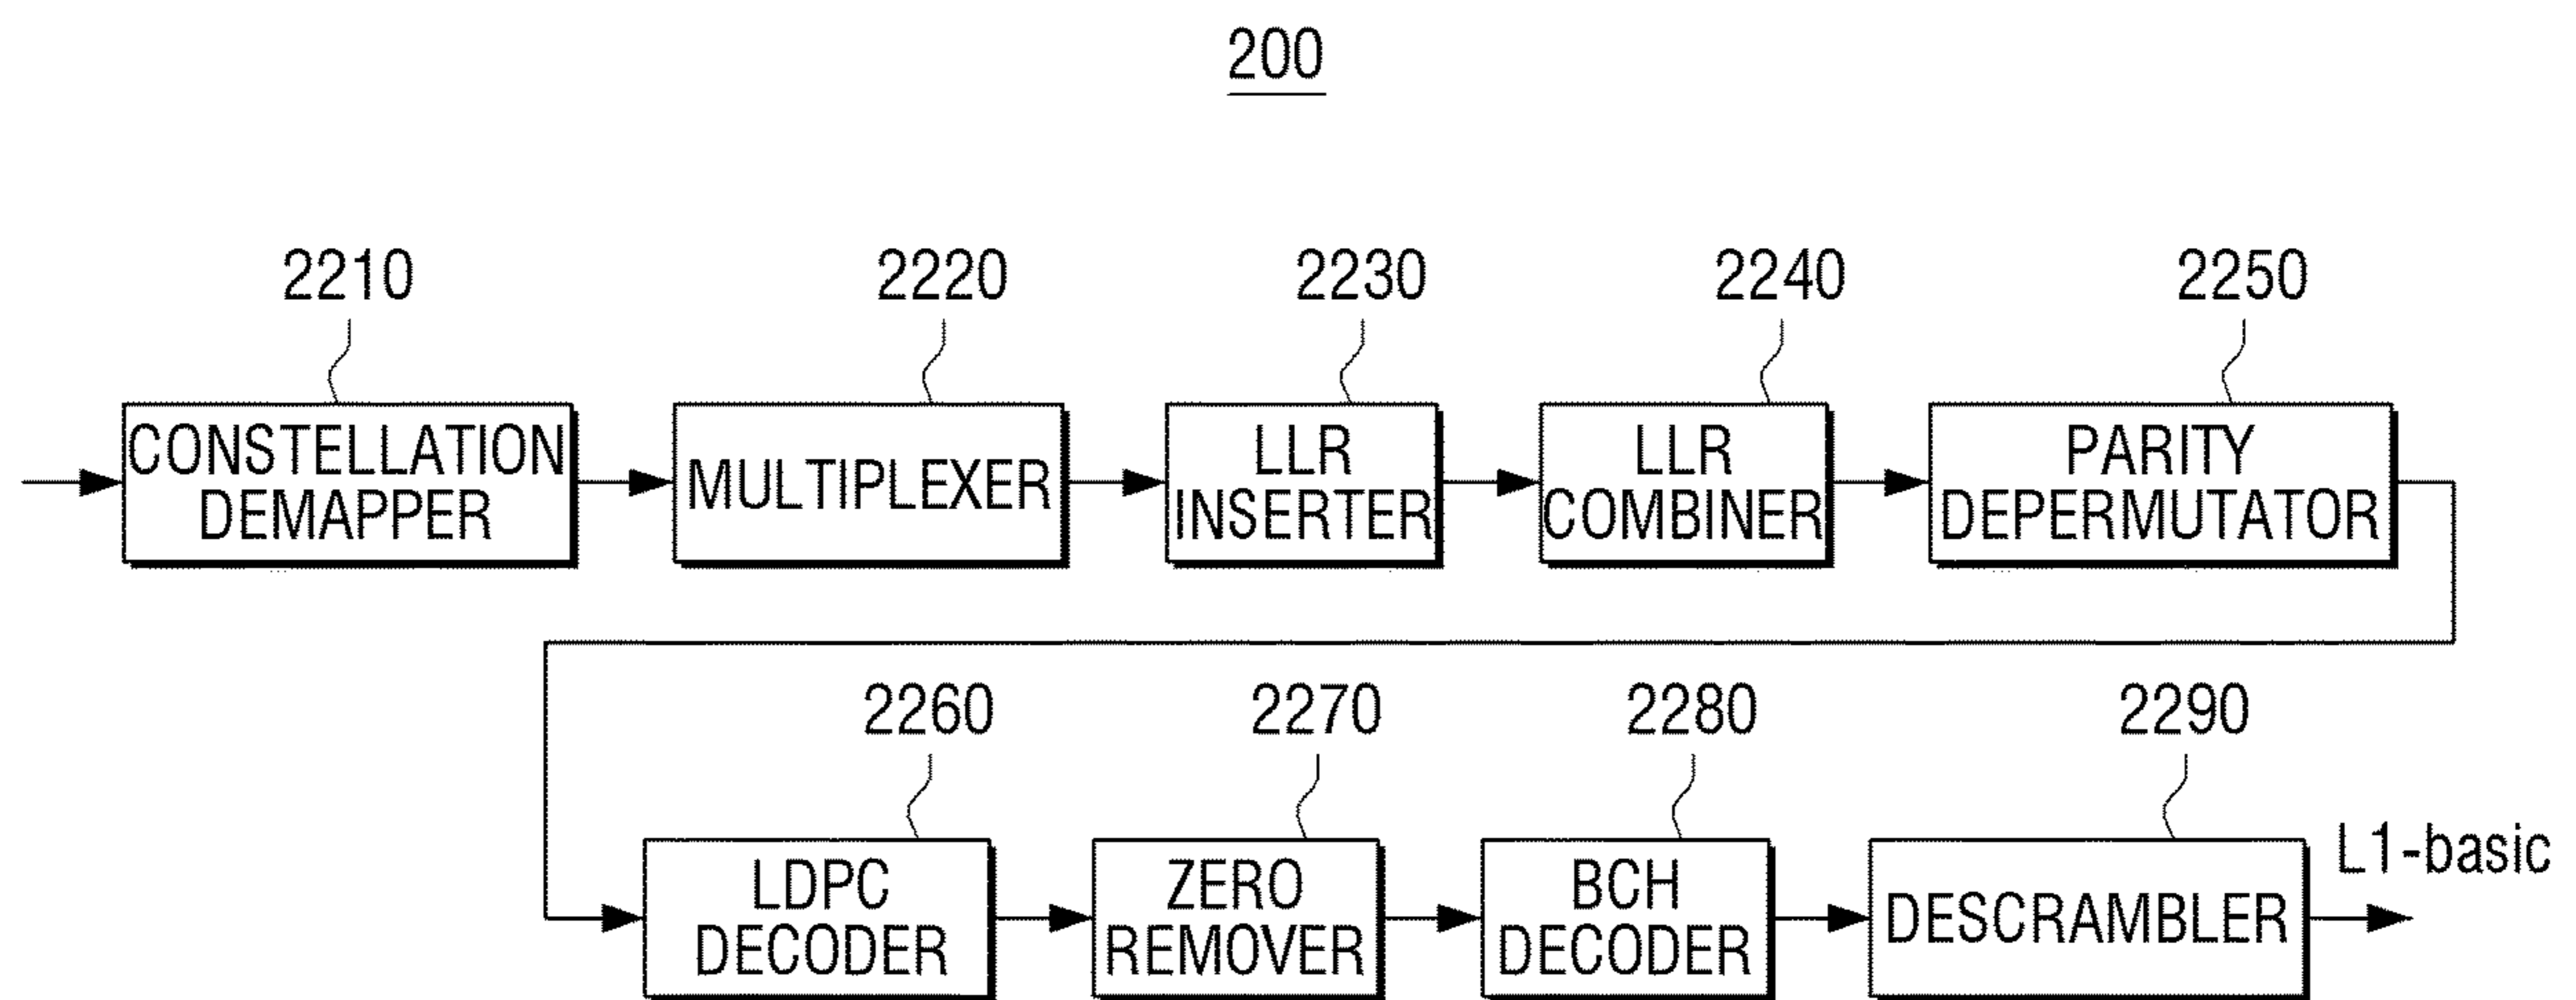 200
2210
2220
2230
2240
2250
CONSTELLATION
DEMAPPER
MULTIPLEXER
LLR
INSERTER
LLR
COMBINER
PARITY
DEPERMUTATOR
2260
2270
2280
2290
LDPC
DECODER
ZERO
REMOVER
BCH
DECODER
DESCRAMBLER
L1-basic